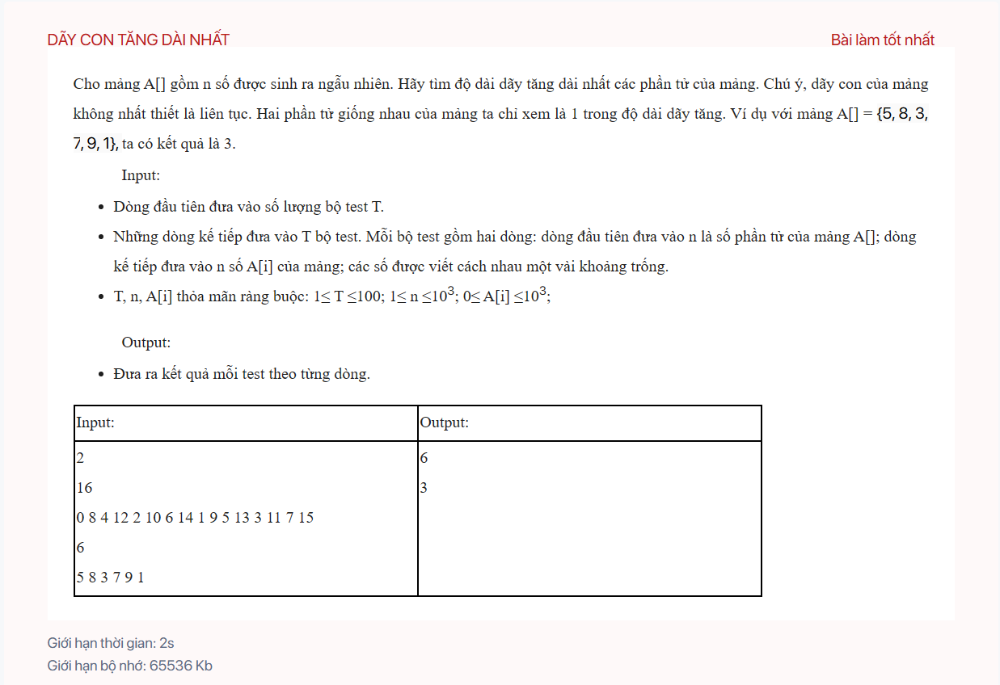 DÃY CON TĂNG DÀI NHẤT
Bài làm tốt nhất
Cho mảng A[] gồm n số được sinh ra ngẫu nhiên. Hãy tìm độ dài dãy tăng dài nhất các phần tử của mảng. Chú ý, dãy con của mảng
không nhất thiết là liên tục. Hai phần tử giống nhau của mảng ta chỉ xem là 1 trong độ dài dãy tăng. Ví dụ với mảng A[] = {5, 8, 3,
7, 9, 1}, ta có kết quả là 3.
Input:
• Dòng đầu tiên đưa vào số lượng bộ test T.
• Những dòng kế tiếp đưa vào T bộ test. Mỗi bộ test gồm hai dòng: dòng đầu tiên đưa vào n là số phần tử của mảng A[]; dòng
kế tiếp đưa vào n số A[i] của mảng; các số được viết cách nhau một vài khoảng trống.
• T, n, A[i] thỏa mãn ràng buộc: 1≤ T ≤100; 1≤ n ≤10³; 0≤ A[i] ≤10³;
Output:
• Đưa ra kết quả mỗi test theo từng dòng.
Input:
Output:
2
16
0 8 4 12 2 10 6 14 1 9 5 13 3 11 7 15
6
5 8 3 7 9 1
6
3
Giới hạn thời gian: 2s
Giới hạn bộ nhớ: 65536 Kb